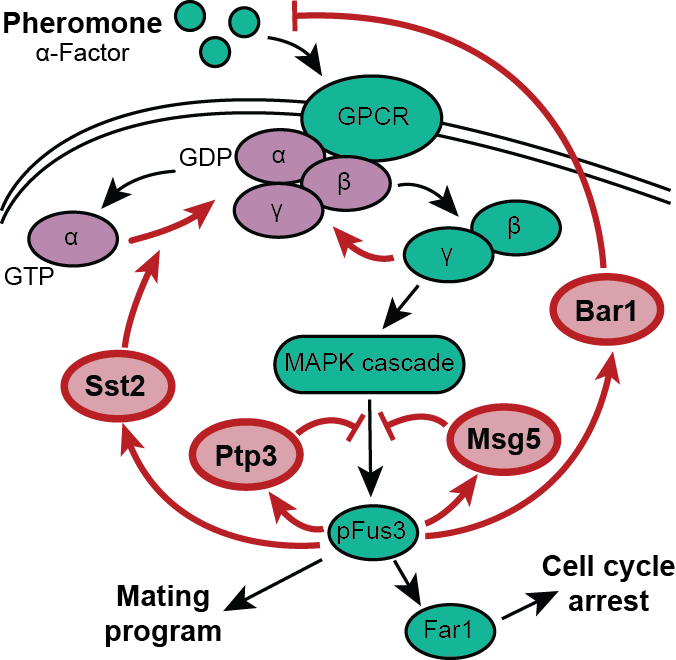 Pheromone
α-Factor
GPCR
GDP
α
β
γ
α
GTP
β
γ
Bar1
MAPK cascade
Sst2
Ptp3
Msg5
pFus3
Mating
program
Far1
Cell cycle
arrest